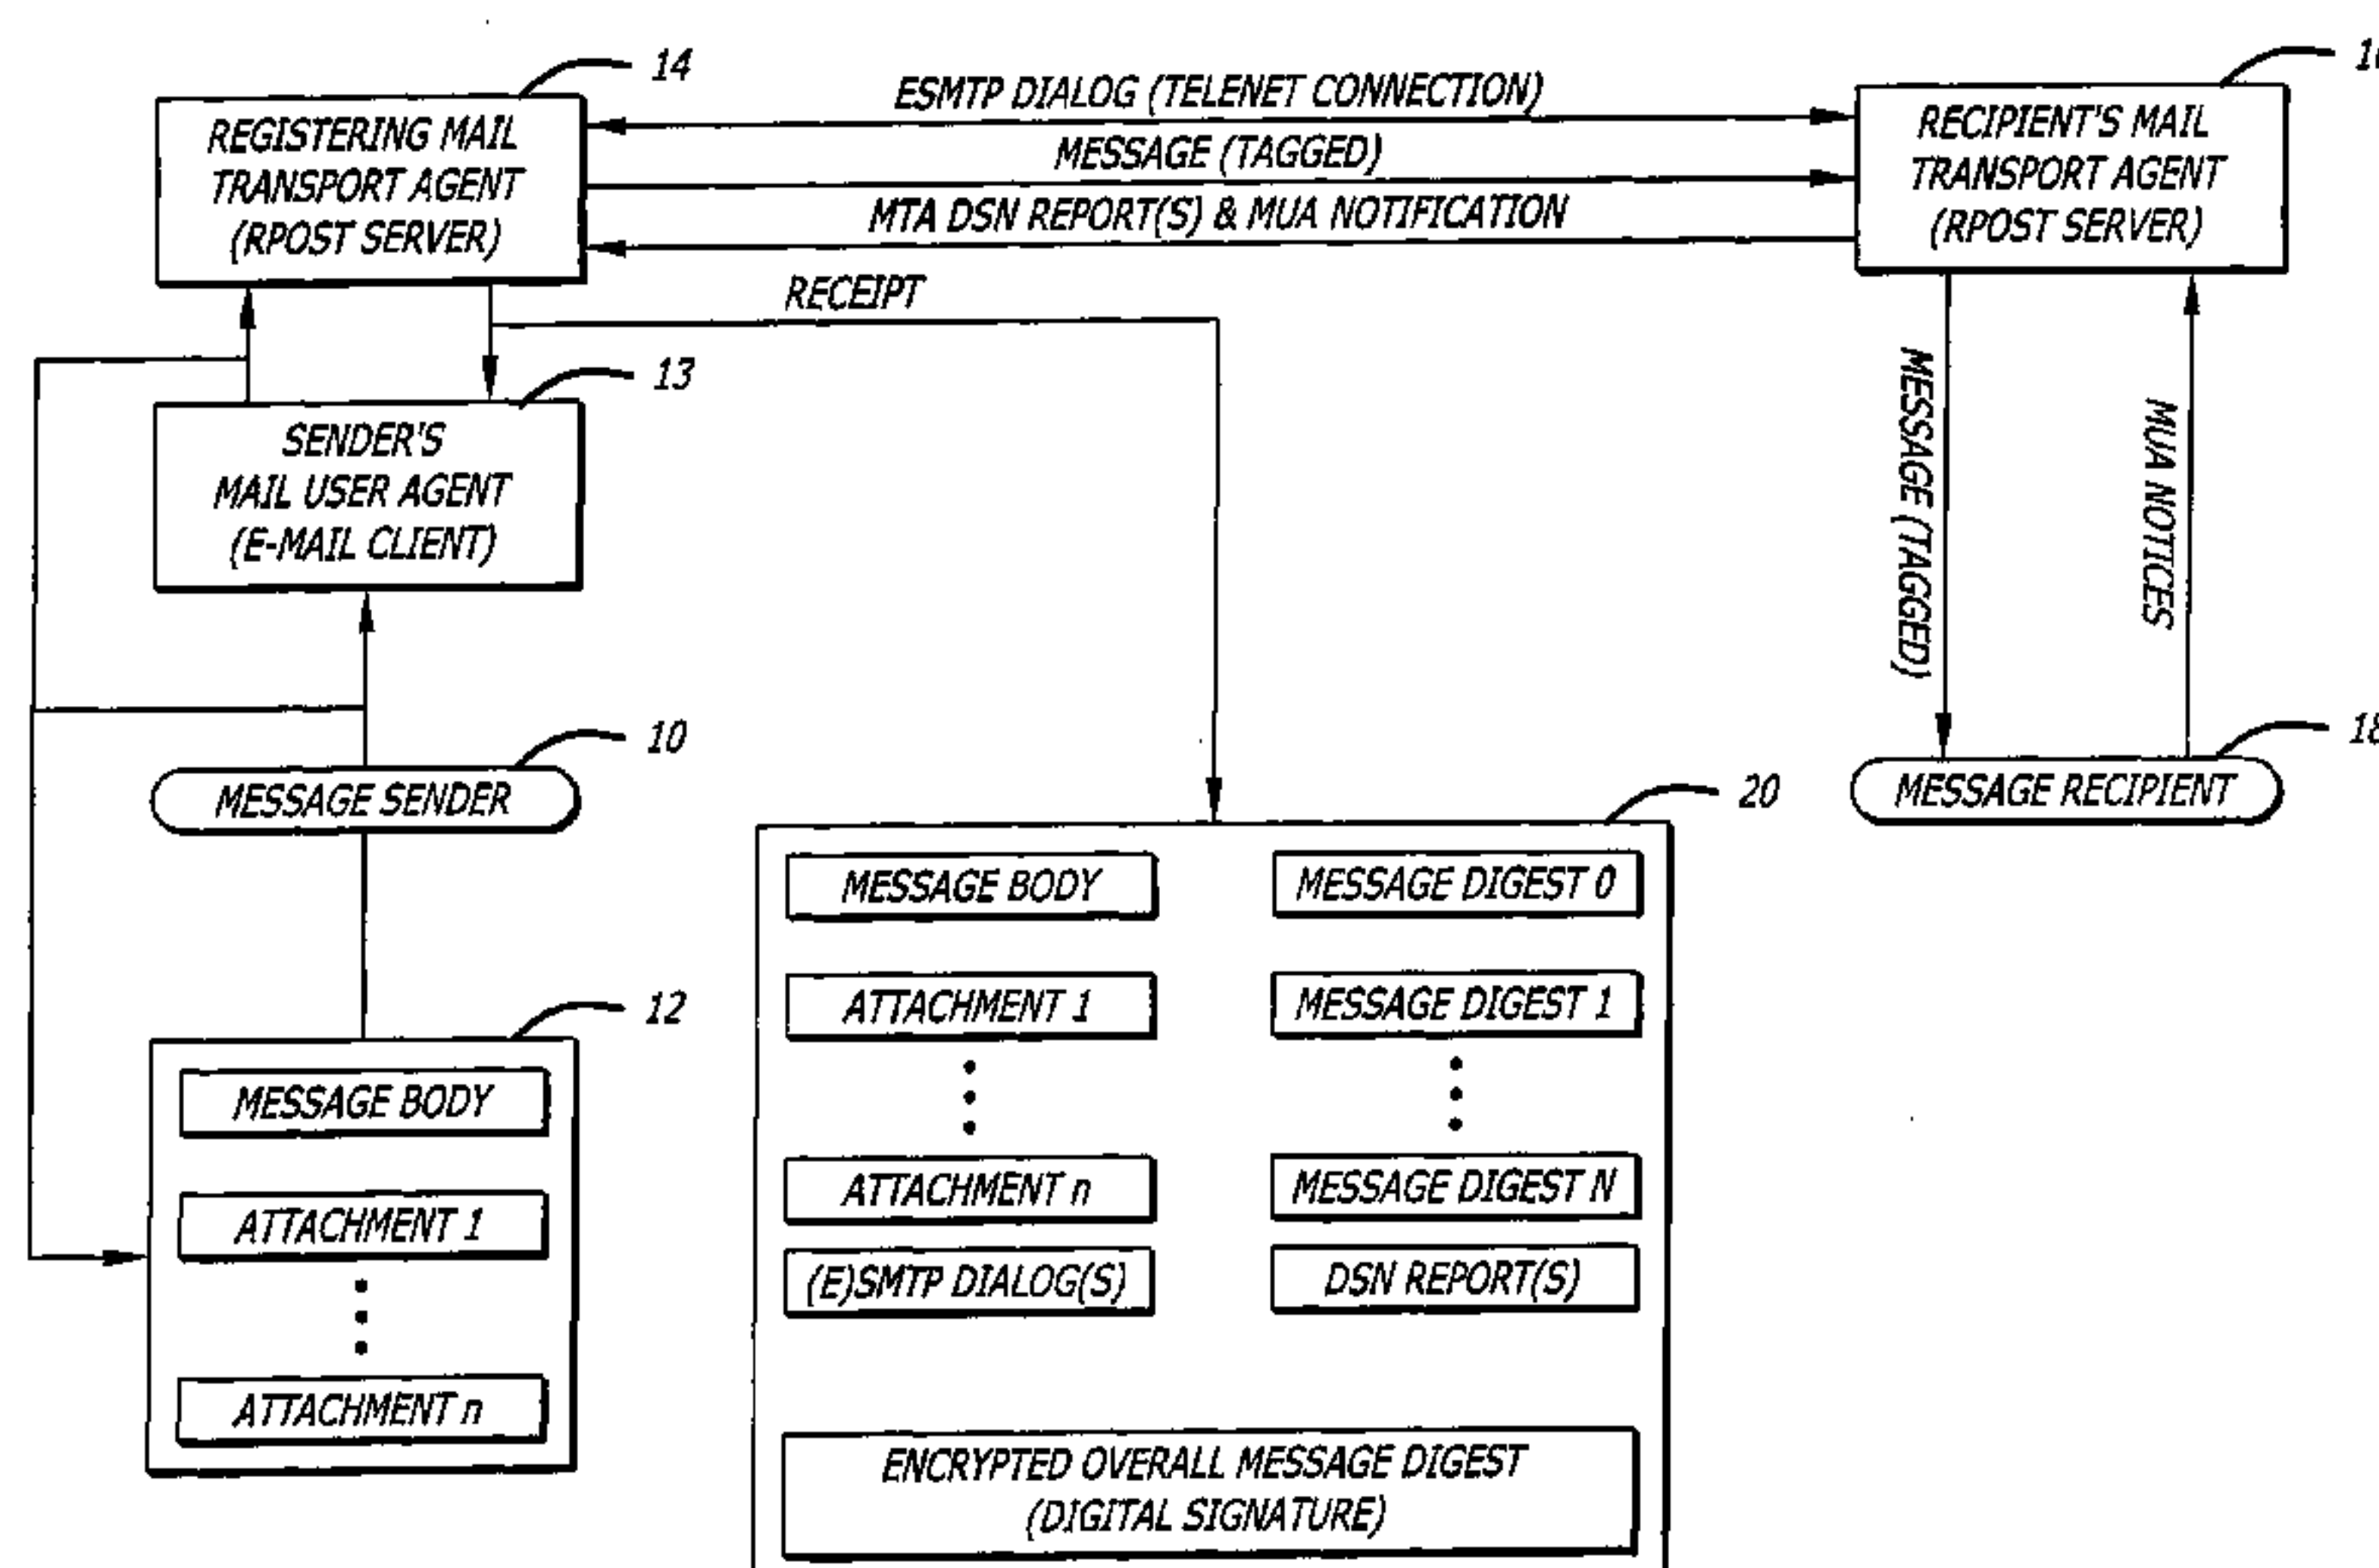 14
REGISTERING MAIL
TRANSPORT AGENT
(RPOST SERVER)
ESMTP DIALOG (TELENET CONNECTION)
MESSAGE (TAGGED)
MTA DSN REPORT(S) & MUA NOTIFICATION
RECIPIENT'S MAIL
TRANSPORT AGENT
(RPOST SERVER)
RECEIPT
13
SENDER'S
MAIL USER AGENT
(E-MAIL CLIENT)
MESSAGE (TAGGED)
MUA NOTICES
10
MESSAGE SENDER
18
MESSAGE RECIPIENT
12
MESSAGE BODY
ATTACHMENT 1
ATTACHMENT n
20
MESSAGE BODY
MESSAGE DIGEST 0
ATTACHMENT 1
MESSAGE DIGEST 1
ATTACHMENT n
MESSAGE DIGEST N
(E)SMTP DIALOG(S)
DSN REPORT(S)
ENCRYPTED OVERALL MESSAGE DIGEST
(DIGITAL SIGNATURE)